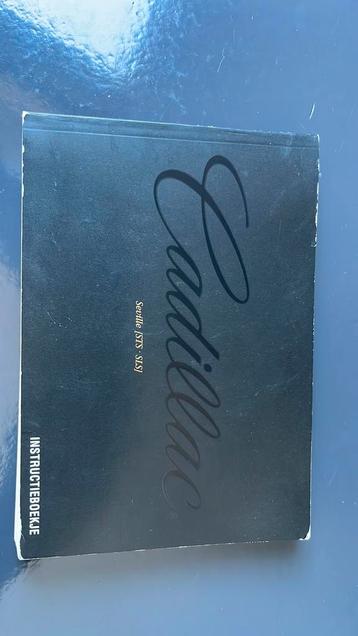 Cadillac
Seville [STS - SLS]
INSTRUCTIEBOEKJE